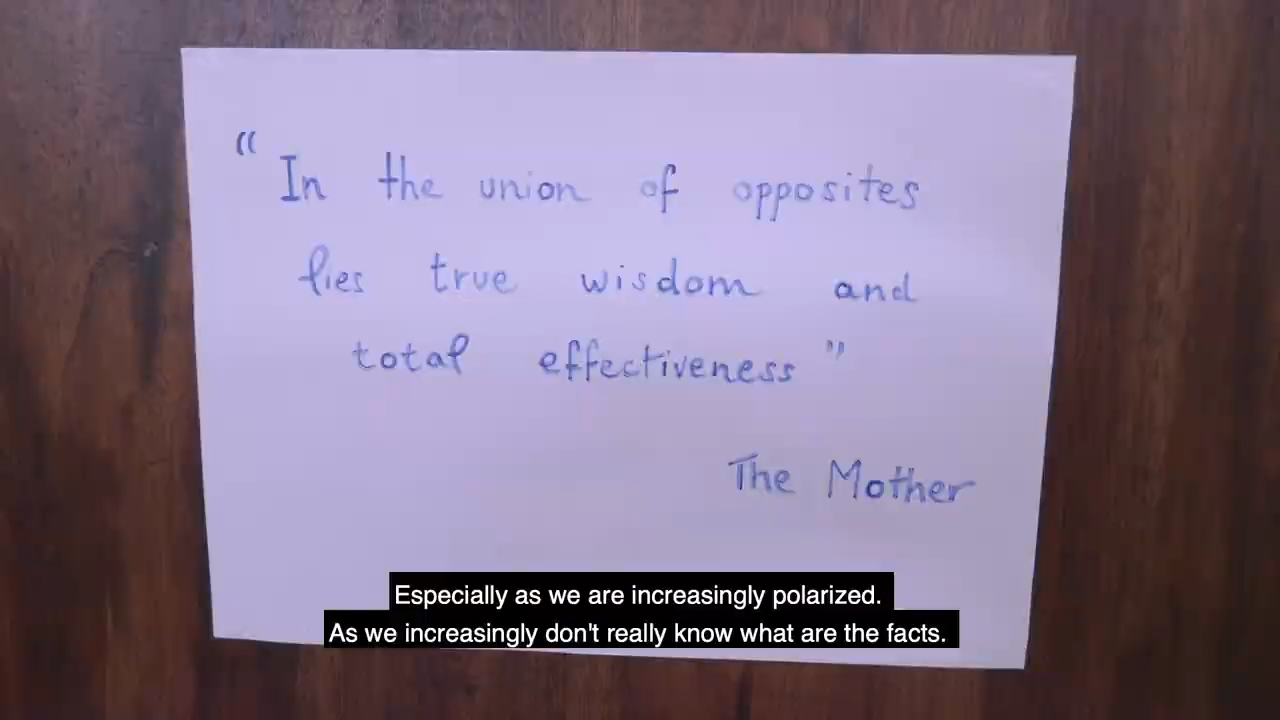 “ In the union of opposites
lies true wisdom and
total effectiveness ”
The Mother
Especially as we are increasingly polarized.
As we increasingly don't really know what are the facts.